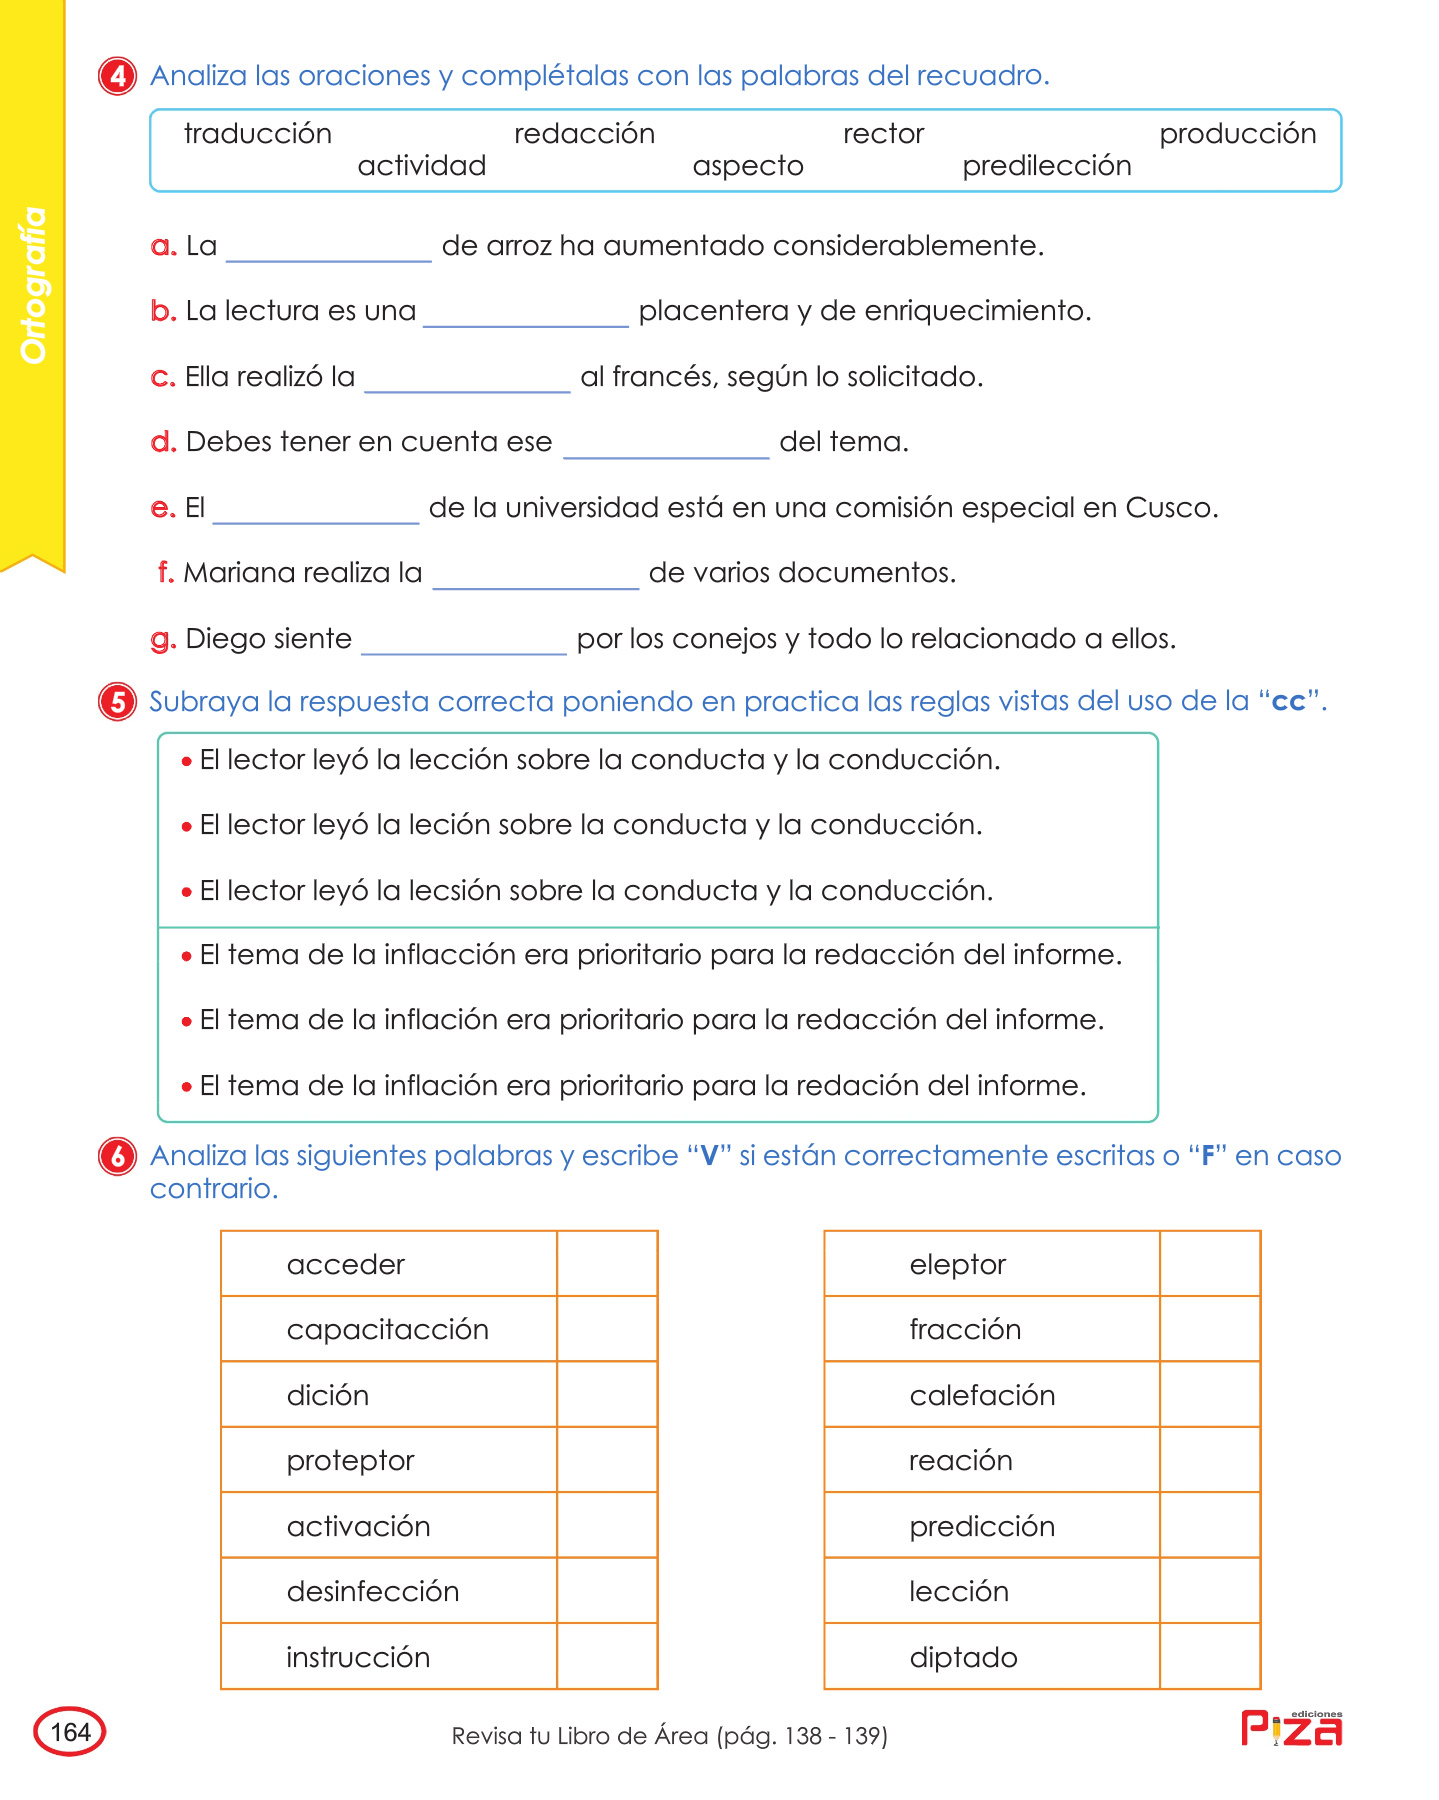 Ortografía
4 Analiza las oraciones y complétalas con las palabras del recuadro.
traducción redacción rector producción
actividad aspecto predilección
a. La ______________ de arroz ha aumentado considerablemente.
b. La lectura es una ______________ placentera y de enriquecimiento.
c. Ella realizó la ______________ al francés, según lo solicitado.
d. Debes tener en cuenta ese ______________ del tema.
e. El ______________ de la universidad está en una comisión especial en Cusco.
f. Mariana realiza la ______________ de varios documentos.
g. Diego siente ______________ por los conejos y todo lo relacionado a ellos.
5 Subraya la respuesta correcta poniendo en practica las reglas vistas del uso de la “cc”.
• El lector leyó la lección sobre la conducta y la conducción.
• El lector leyó la leción sobre la conducta y la conducción.
• El lector leyó la lecsión sobre la conducta y la conducción.
• El tema de la inflacción era prioritario para la redacción del informe.
• El tema de la inflación era prioritario para la redacción del informe.
• El tema de la inflación era prioritario para la redación del informe.
6 Analiza las siguientes palabras y escribe “V” si están correctamente escritas o “F” en caso
contrario.
acceder
capacitacción
dición
proteptor
activación
desinfección
instrucción
eleptor
fracción
calefación
reación
predicción
lección
diptado
164
Revisa tu Libro de Área (pág. 138 - 139)
ediciones
PiZA